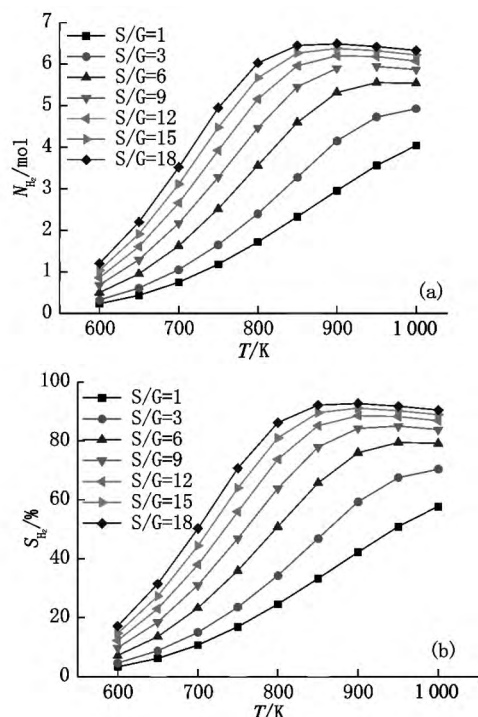 7
6
5
4
3
2
1
0
N_H₂/mol
S/G=1
S/G=3
S/G=6
S/G=9
S/G=12
S/G=15
S/G=18
(a)
600 700 800 900 1 000
T/K
100
80
60
40
20
0
S_H₂/%
S/G=1
S/G=3
S/G=6
S/G=9
S/G=12
S/G=15
S/G=18
(b)
600 700 800 900 1 000
T/K